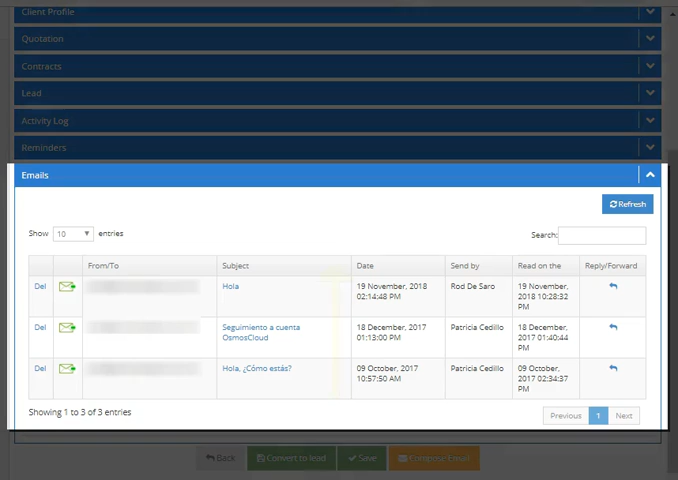 Client Profile
Quotation
Contracts
Lead
Activity Log
Reminders
Emails
Refresh
Show 10 entries
Search:
From/To Subject Date Send by Read on the Reply/Forward
Del Hola 19 November, 2018 02:14:48 PM Rod De Saro 19 November, 2018 10:28:32 PM
Del Seguimiento a cuenta OsmosCloud 18 December, 2017 01:13:00 PM Patricia Cedillo 18 December, 2017 01:40:44 PM
Del Hola, ¿Cómo estás? 09 October, 2017 10:57:50 AM Patricia Cedillo 09 October, 2017 02:34:37 PM
Showing 1 to 3 of 3 entries
Previous 1 Next
Back Convert to lead Save Compose Email